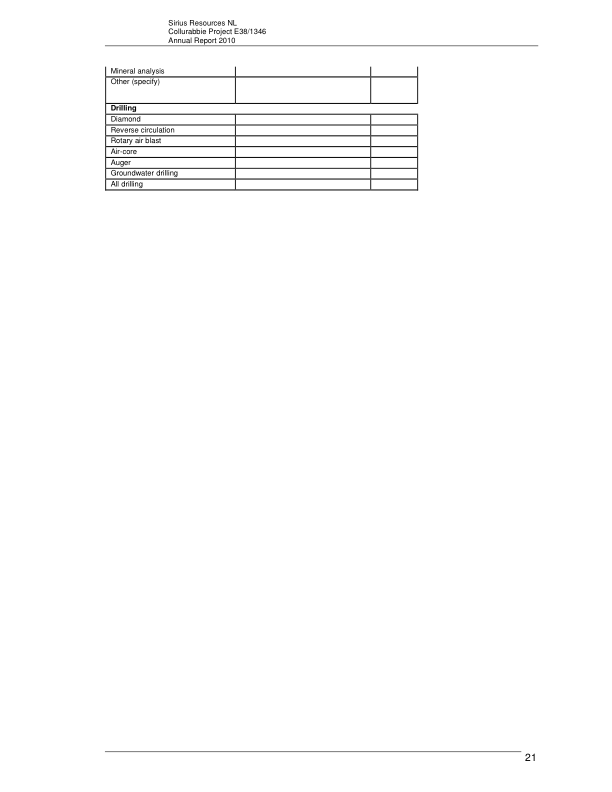 Sirius Resources NL
Collurabbie Project E38/1346
Annual Report 2010
Mineral analysis
Other (specify)
Drilling
Diamond
Reverse circulation
Rotary air blast
Air-core
Auger
Groundwater drilling
All drilling
21